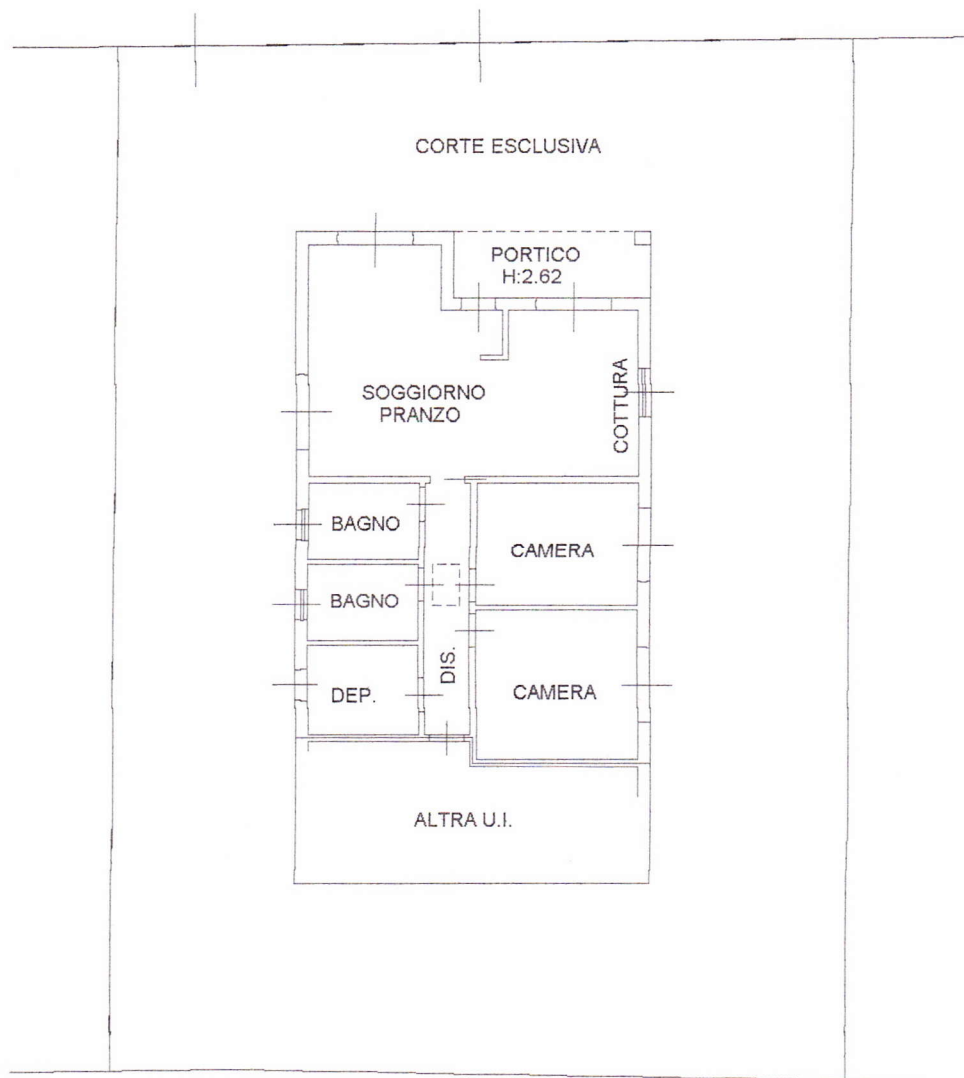 CORTE ESCLUSIVA
PORTICO
H:2.62
SOGGIORNO
PRANZO
COTTURA
BAGNO
CAMERA
BAGNO
DIS.
DEP.
CAMERA
ALTRA U.I.